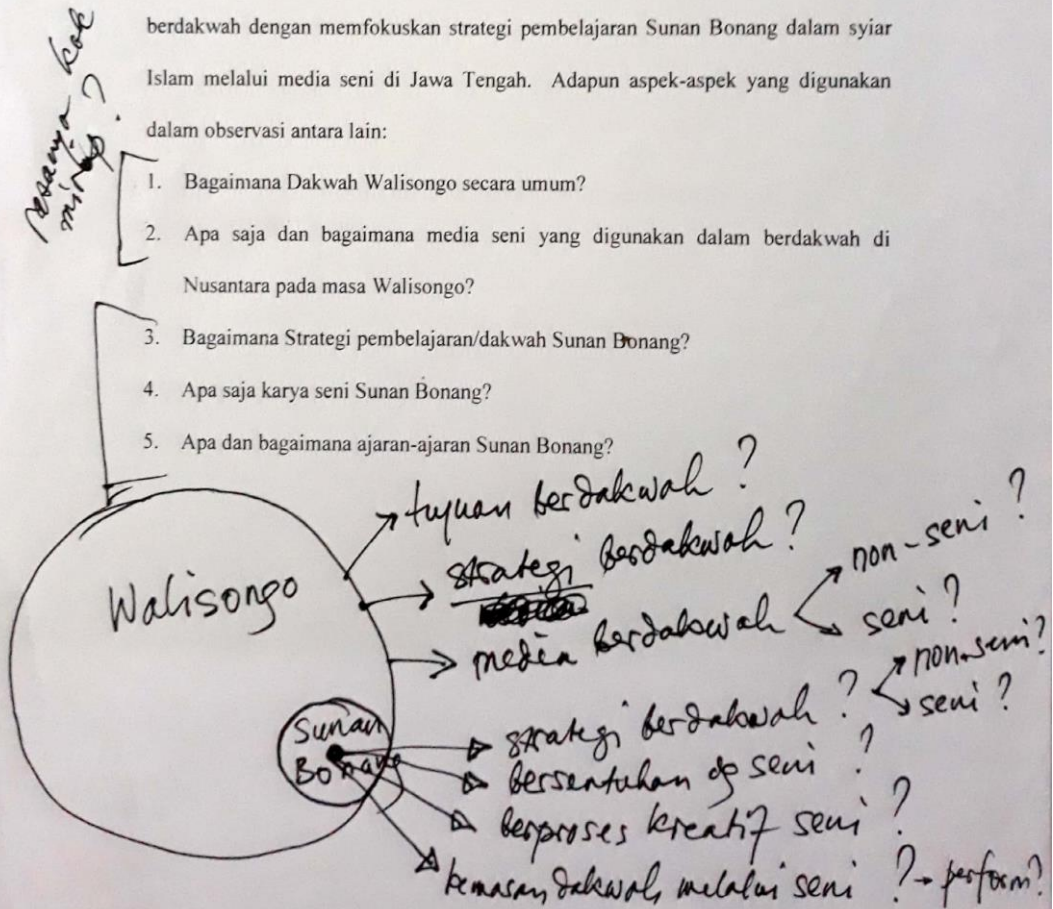 rasanya kok
mirip?
berdakwah dengan memfokuskan strategi pembelajaran Sunan Bonang dalam syiar
Islam melalui media seni di Jawa Tengah. Adapun aspek-aspek yang digunakan
dalam observasi antara lain:
1. Bagaimana Dakwah Walisongo secara umum?
2. Apa saja dan bagaimana media seni yang digunakan dalam berdakwah di
Nusantara pada masa Walisongo?
3. Bagaimana Strategi pembelajaran/dakwah Sunan Bonang?
4. Apa saja karya seni Sunan Bonang?
5. Apa dan bagaimana ajaran-ajaran Sunan Bonang?
Walisongo
tujuan berdakwah?
strategi berdakwah?
media berdakwah
non-seni?
seni?
Sunan
Bonang
strategi berdakwah?
non-seni?
seni?
bersentuhan dg seni?
berproses kreatif seni?
kemasan dakwah melalui seni? → perform?